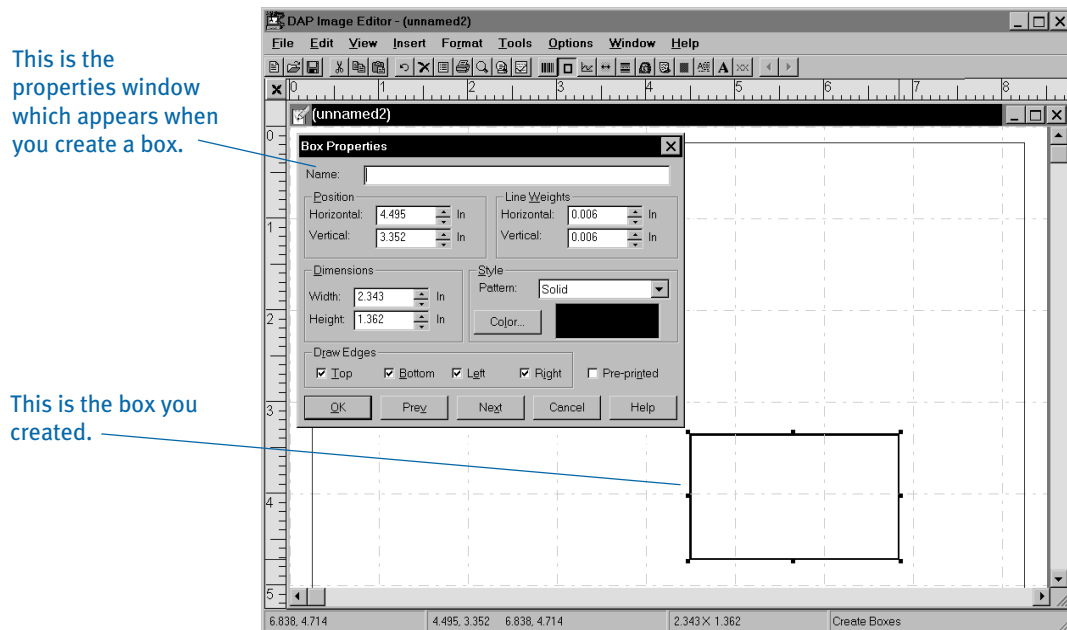 This is the
properties window
which appears when
you create a box.
This is the box you
created.
DAP Image Editor - (unnamed2)
File Edit View Insert Format Tools Options Window Help
0 1 2 3 4 5 6 7 8
(unnamed2)
0
1
2
3
4
5
Box Properties
Name:
Position
Horizontal: 4.495 In
Vertical: 3.352 In
Line Weights
Horizontal: 0.006 In
Vertical: 0.006 In
Dimensions
Width: 2.343 In
Height: 1.362 In
Style
Pattern: Solid
Color...
Draw Edges
Top Bottom Left Right Pre-printed
OK Prev Next Cancel Help
6.838, 4.714 4.495, 3.352 6.838, 4.714 2.343 X 1.362 Create Boxes